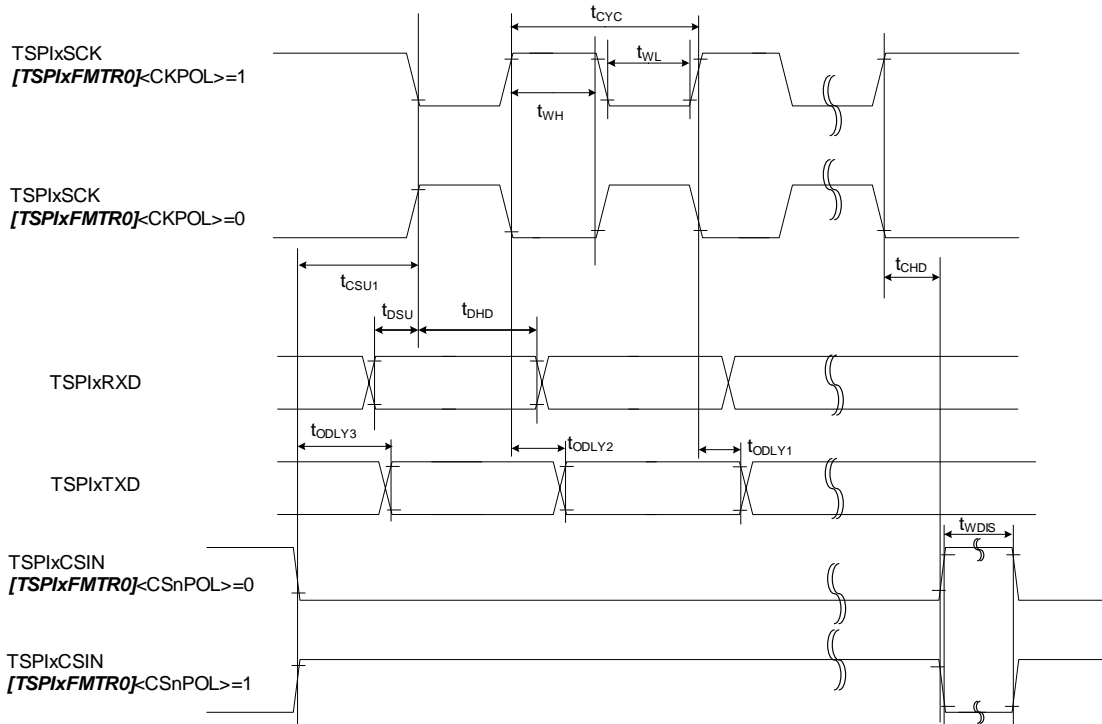 tCYC
TSPIxSCK
[TSPIxFMTR0]<CKPOL>=1
tWL
tWH
TSPIxSCK
[TSPIxFMTR0]<CKPOL>=0
tCSU1
tCHD
tDSU
tDHD
TSPIxRXD
tODLY3
tODLY2
tODLY1
TSPIxTXD
tWDIS
TSPIxCSIN
[TSPIxFMTR0]<CSnPOL>=0
TSPIxCSIN
[TSPIxFMTR0]<CSnPOL>=1